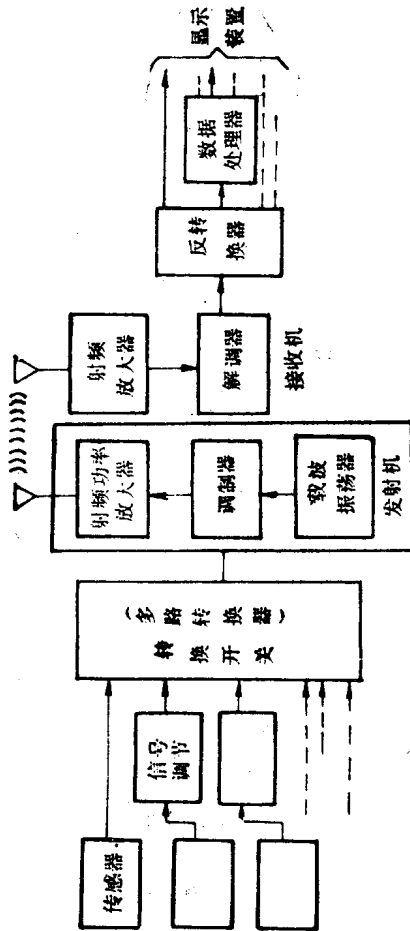 传感器
信号
调节
(多路转换器)
转换开关
射频功率
放大器
调制器
载波
振荡器
发射机
射频
放大器
解调器
接收机
反转
换器
数据
处理器
显示
装置